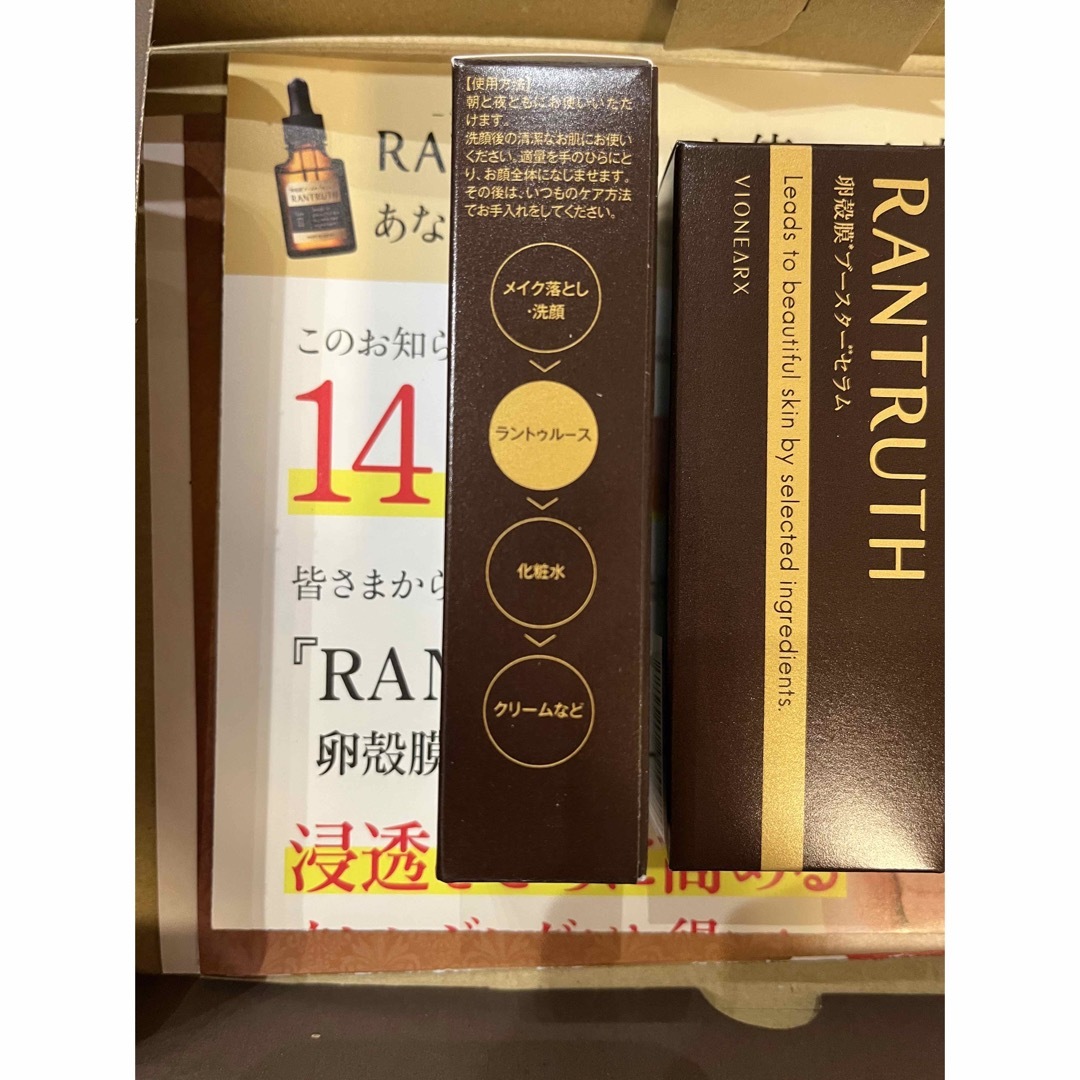 【使用方法】
朝と夜ともにお使いいただ
けます。
洗顔後の清潔なお肌にお使い
ください。適量を手のひらにと
り、お顔全体になじませます。
その後は、いつものケア方法
でお手入れをしてください。
メイク落とし
・洗顔
ラントゥルース
化粧水
クリームなど
RANTRUTH
卵殻膜*ブースター**セラム
Leads to beautiful skin by selected ingredients.
VIONEARX
RANTRUTH
RA
あな
このお知ら
14
皆さまから
『RAN
卵殻膜
浸透
高める